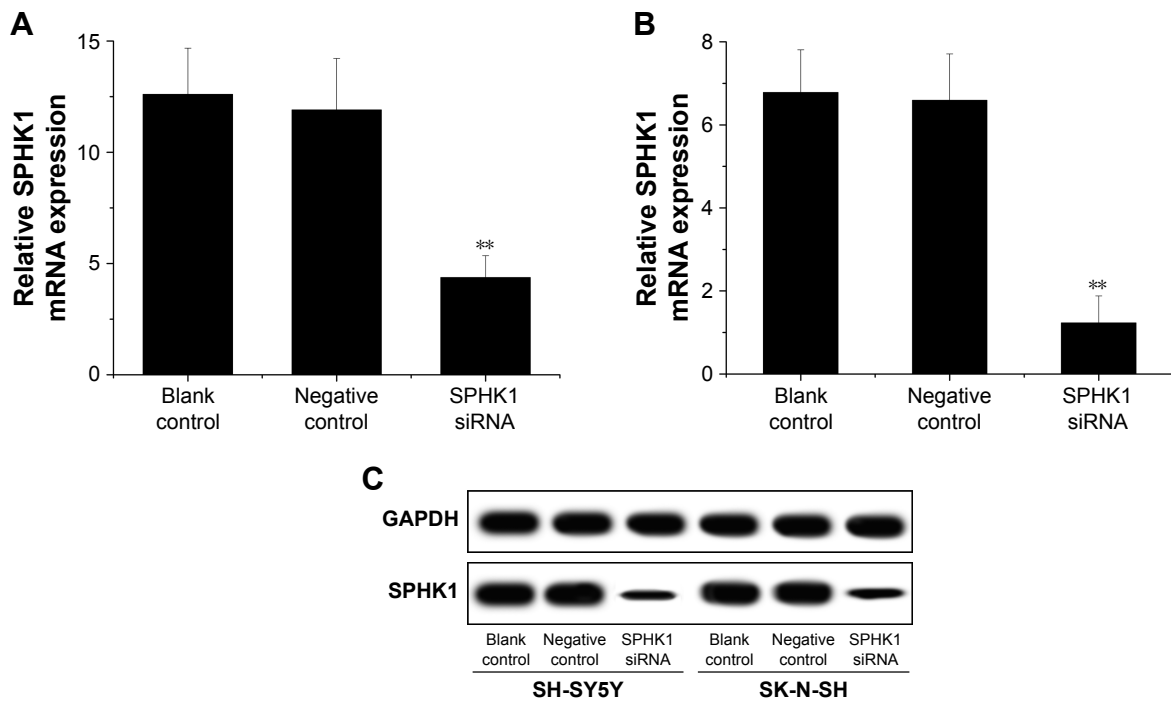 A
Relative SPHK1
mRNA expression
15
10
5
0
**
Blank
control
Negative
control
SPHK1
siRNA
B
Relative SPHK1
mRNA expression
8
6
4
2
0
**
Blank
control
Negative
control
SPHK1
siRNA
C
GAPDH
SPHK1
Blank
control
Negative
control
SPHK1
siRNA
Blank
control
Negative
control
SPHK1
siRNA
SH-SY5Y
SK-N-SH